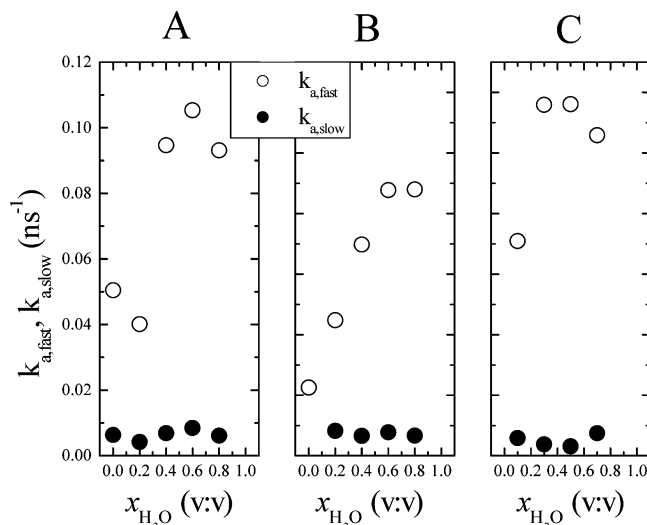 A B C
k_a,fast
k_a,slow
k_a,fast, k_a,slow (ns⁻¹)
0.12
0.10
0.08
0.06
0.04
0.02
0.00
0.0 0.2 0.4 0.6 0.8 1.0 0.0 0.2 0.4 0.6 0.8 1.0 0.0 0.2 0.4 0.6 0.8 1.0
x_H₂O (v:v) x_H₂O (v:v) x_H₂O (v:v)